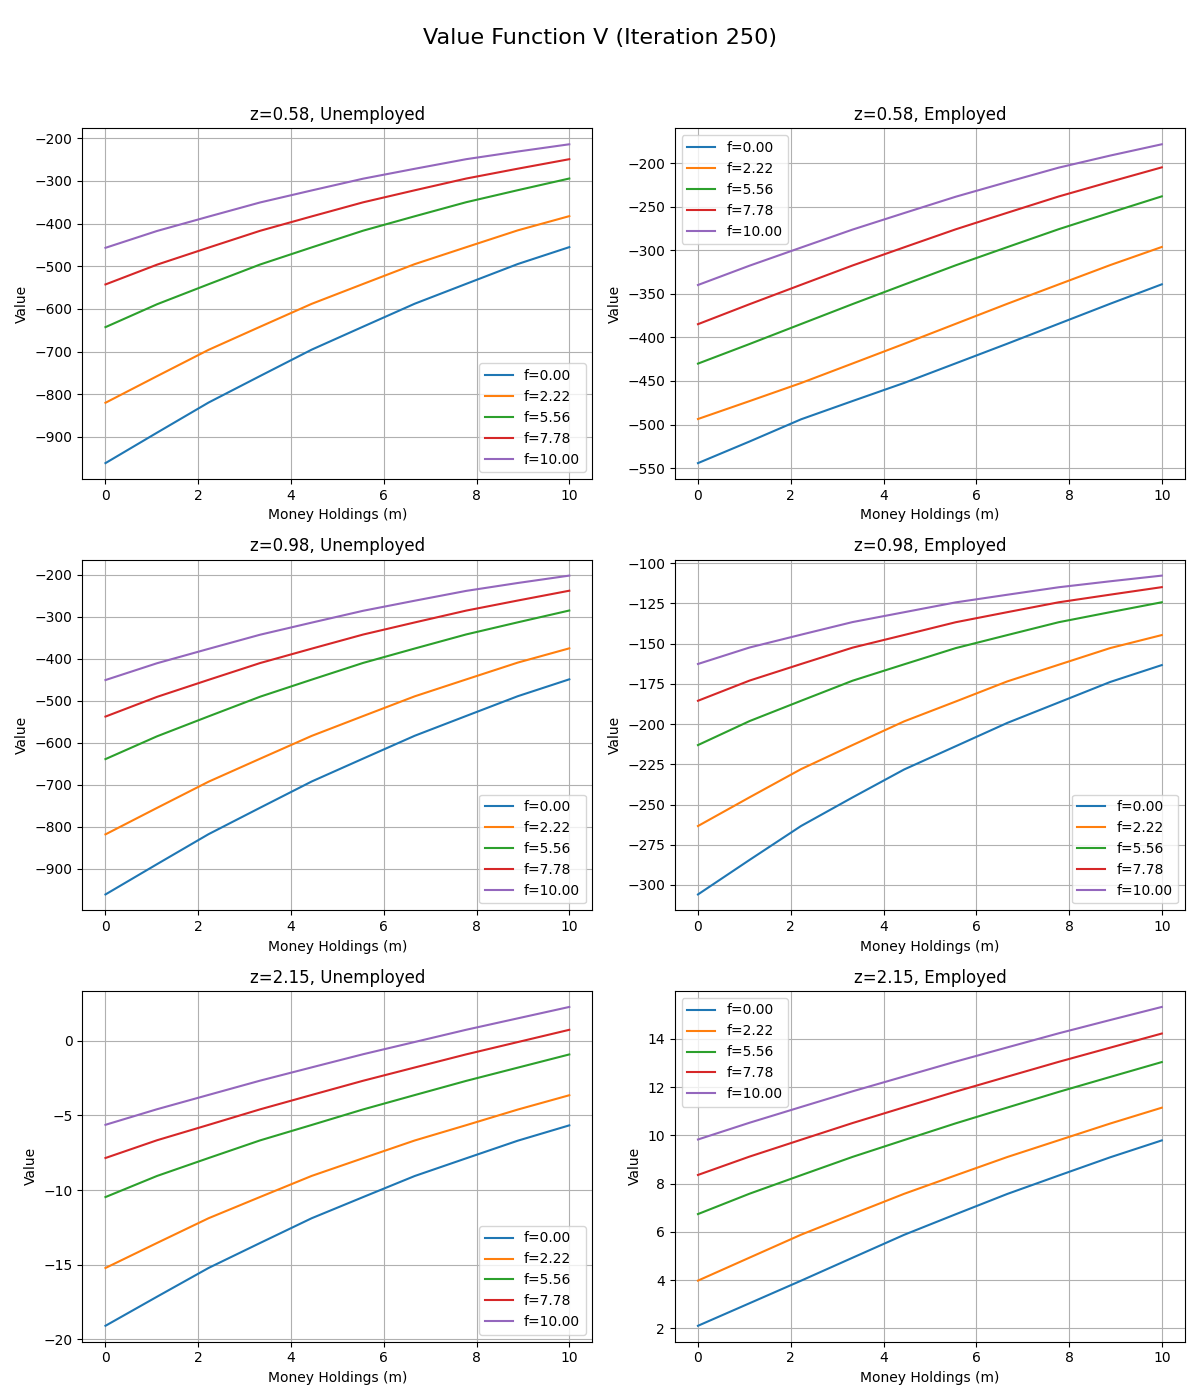 Value Function V (Iteration 250)
z=0.58, Unemployed
Value
−200
−300
−400
−500
−600
−700
−800
−900
f=0.00
f=2.22
f=5.56
f=7.78
f=10.00
0 2 4 6 8 10
Money Holdings (m)
z=0.58, Employed
Value
−200
−250
−300
−350
−400
−450
−500
−550
f=0.00
f=2.22
f=5.56
f=7.78
f=10.00
0 2 4 6 8 10
Money Holdings (m)
z=0.98, Unemployed
Value
−200
−300
−400
−500
−600
−700
−800
−900
f=0.00
f=2.22
f=5.56
f=7.78
f=10.00
0 2 4 6 8 10
Money Holdings (m)
z=0.98, Employed
Value
−100
−125
−150
−175
−200
−225
−250
−275
−300
f=0.00
f=2.22
f=5.56
f=7.78
f=10.00
0 2 4 6 8 10
Money Holdings (m)
z=2.15, Unemployed
Value
0
−5
−10
−15
−20
f=0.00
f=2.22
f=5.56
f=7.78
f=10.00
0 2 4 6 8 10
Money Holdings (m)
z=2.15, Employed
Value
14
12
10
8
6
4
2
f=0.00
f=2.22
f=5.56
f=7.78
f=10.00
0 2 4 6 8 10
Money Holdings (m)